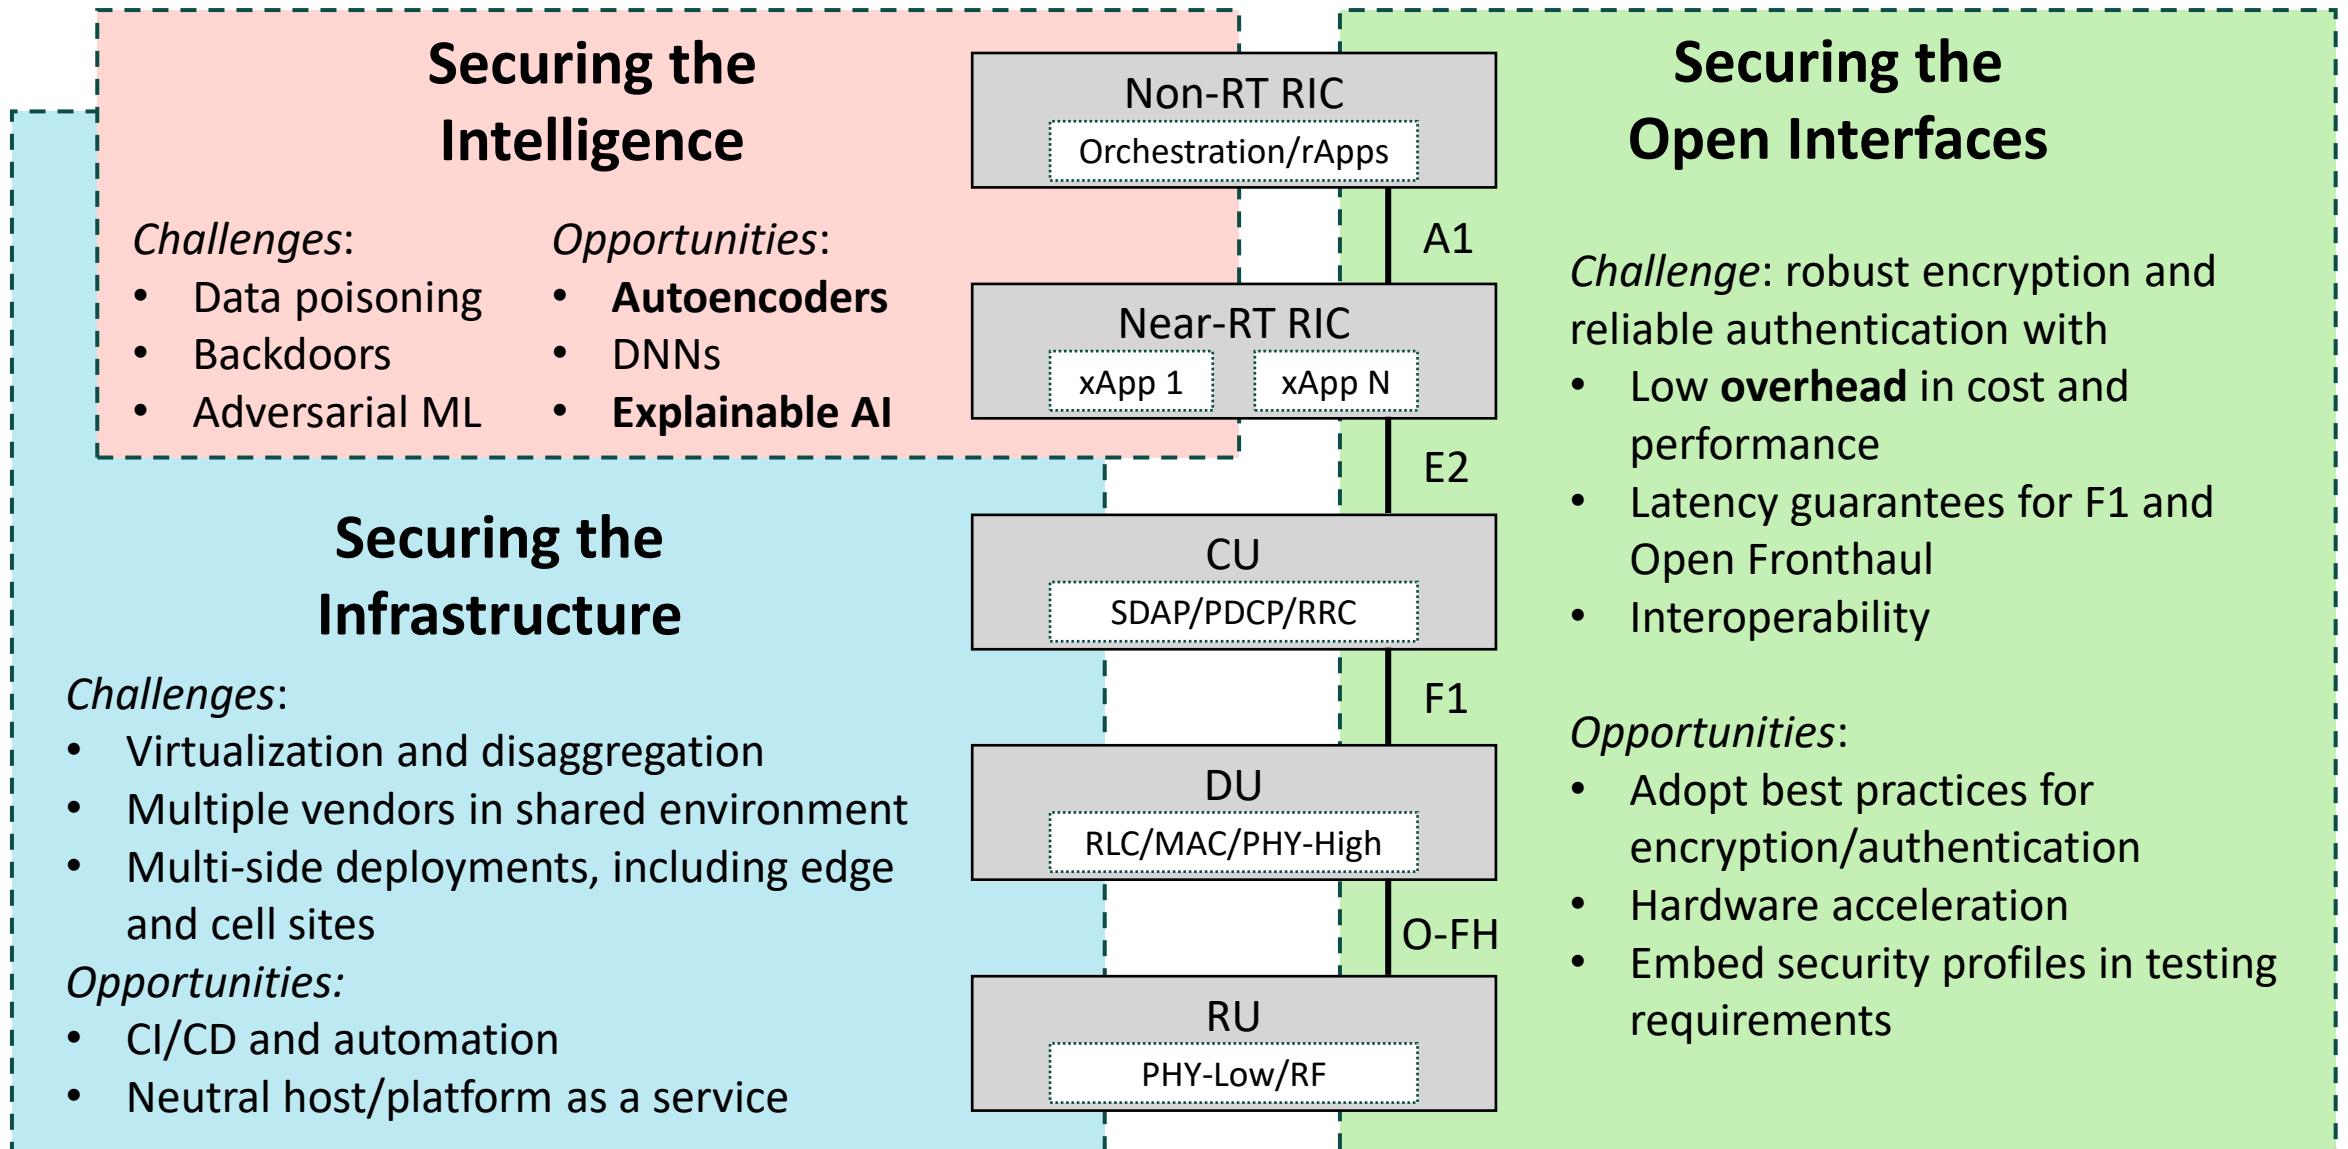 Securing the
Intelligence
Challenges:
• Data poisoning
• Backdoors
• Adversarial ML
Opportunities:
• Autoencoders
• DNNs
• Explainable AI
Securing the
Infrastructure
Challenges:
• Virtualization and disaggregation
• Multiple vendors in shared environment
• Multi-side deployments, including edge
and cell sites
Opportunities:
• CI/CD and automation
• Neutral host/platform as a service
Non-RT RIC
Orchestration/rApps
A1
Near-RT RIC
xApp 1
xApp N
E2
CU
SDAP/PDCP/RRC
F1
DU
RLC/MAC/PHY-High
O-FH
RU
PHY-Low/RF
Securing the
Open Interfaces
Challenge: robust encryption and
reliable authentication with
• Low overhead in cost and
performance
• Latency guarantees for F1 and
Open Fronthaul
• Interoperability
Opportunities:
• Adopt best practices for
encryption/authentication
• Hardware acceleration
• Embed security profiles in testing
requirements